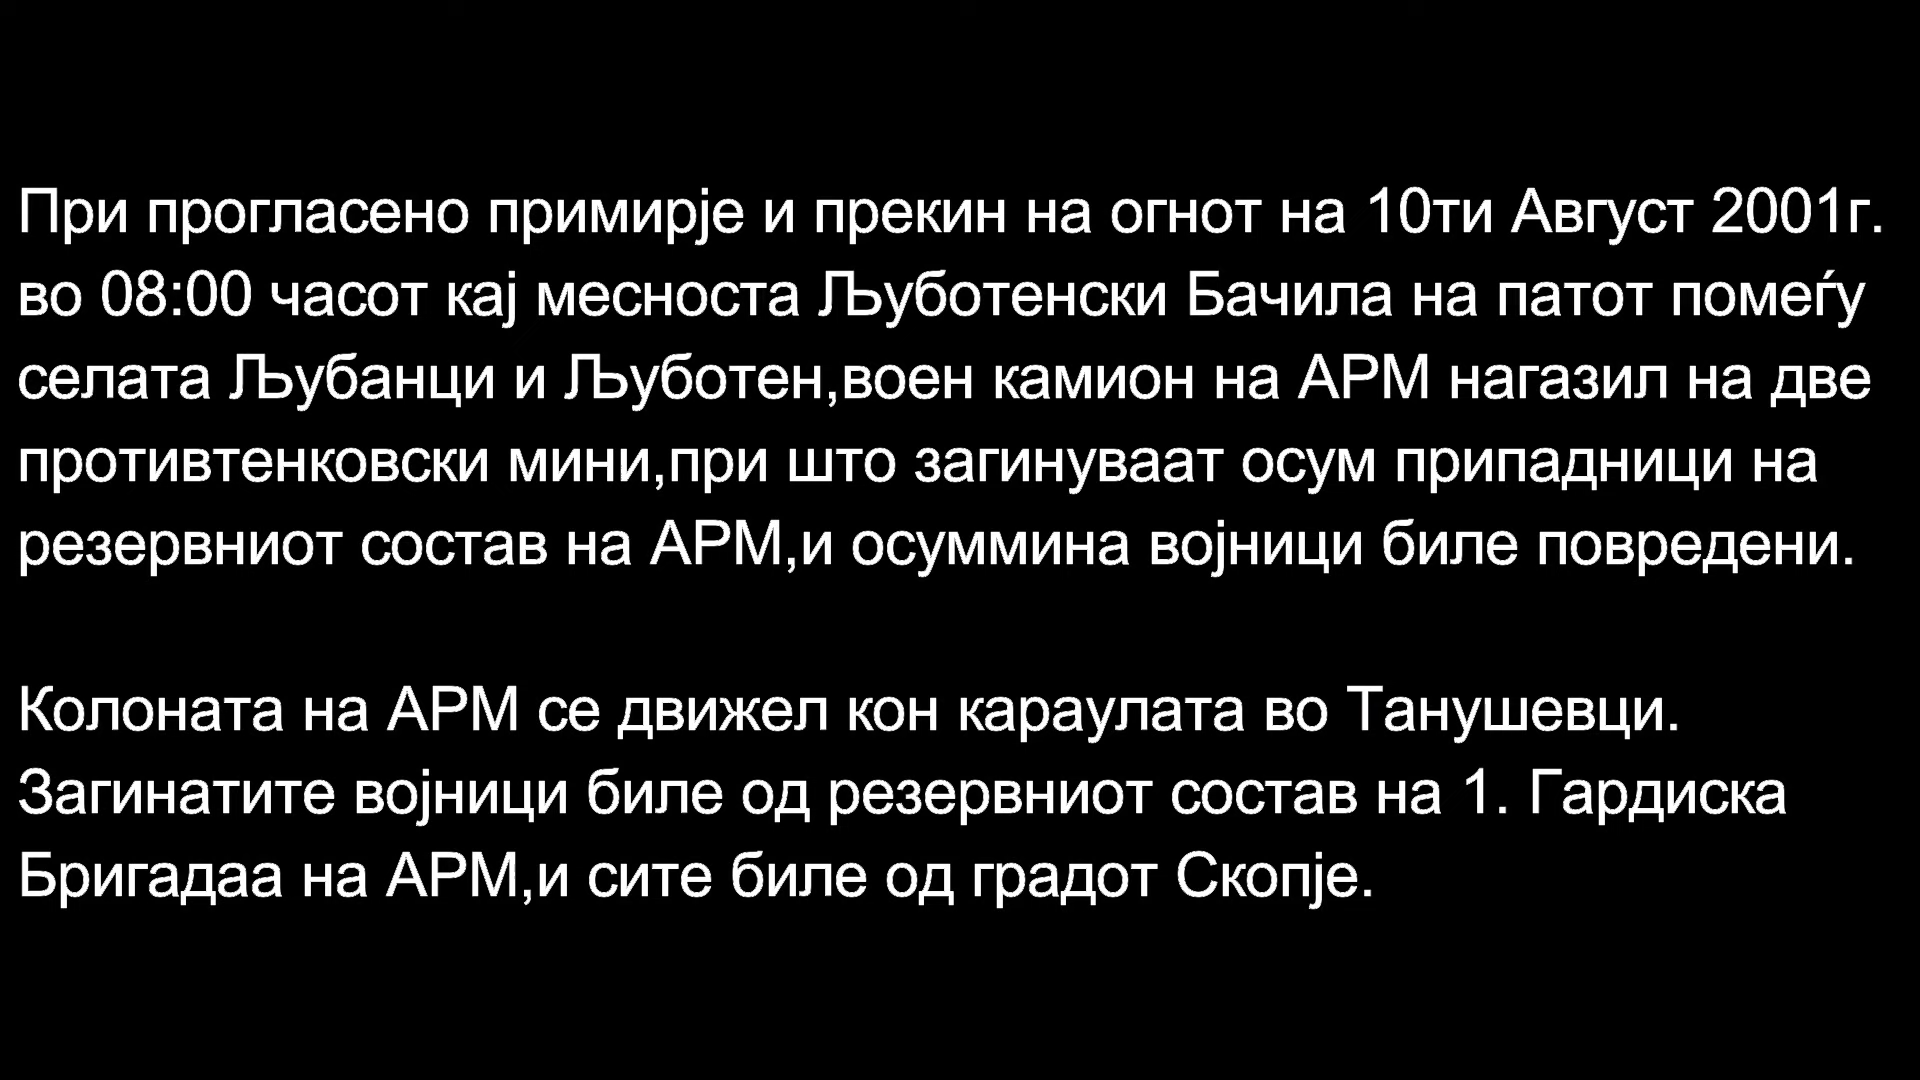 При прогласено примирје и прекин на огнот на 10ти Август 2001г.
во 08:00 часот кај месноста Љуботенски Бачила на патот помеѓу
селата Љубанци и Љуботен,воен камион на АРМ нагазил на две
противтенковски мини,при што загинуваат осум припадници на
резервниот состав на АРМ,и осуммина војници биле повредени.
Колоната на АРМ се движел кон караулата во Танушевци.
Загинатите војници биле од резервниот состав на 1. Гардиска
Бригадаа на АРМ,и сите биле од градот Скопје.